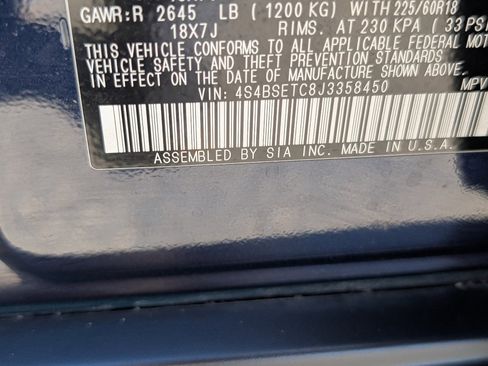 GAWR:R 2645 LB ( 1200 KG) WITH 225/60R18
18X7J RIMS. AT 230 KPA ( 33 PSI
THIS VEHICLE CONFORMS TO ALL APPLICABLE FEDERAL MOTOR
VEHICLE SAFETY AND THEFT PREVENTION STANDARDS
IN EFFECT ON THE DATE OF MANUFACTURE SHOWN ABOVE.
VIN: 4S4BSETC8J3358450 MPV
ASSEMBLED BY SIA INC. MADE IN U.S.A.